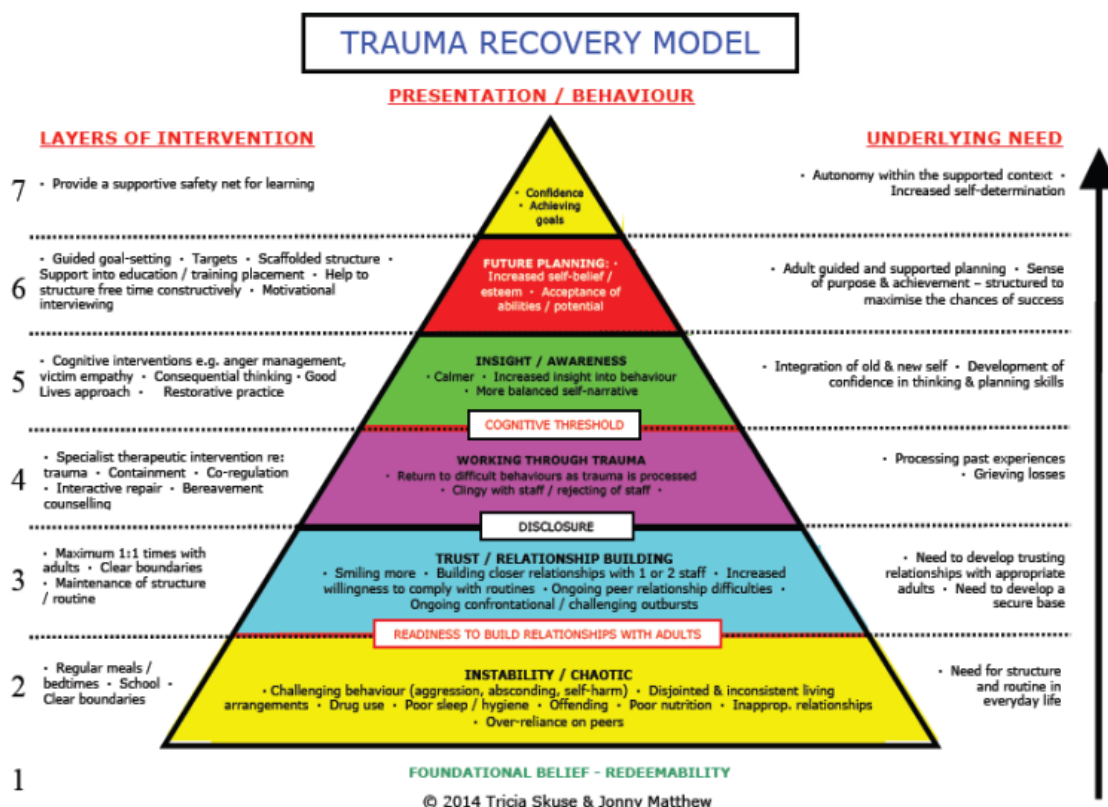 TRAUMA RECOVERY MODEL
PRESENTATION / BEHAVIOUR
LAYERS OF INTERVENTION
UNDERLYING NEED
7
· Provide a supportive safety net for learning
· Confidence
· Achieving
goals
· Autonomy within the supported context ·
Increased self-determination
6
· Guided goal-setting · Targets · Scaffolded structure ·
Support into education / training placement · Help to
structure free time constructively · Motivational
interviewing
FUTURE PLANNING: ·
Increased self-belief /
esteem · Acceptance of
abilities / potential
· Adult guided and supported planning · Sense
of purpose & achievement – structured to
maximise the chances of success
5
· Cognitive interventions e.g. anger management,
victim empathy · Consequential thinking · Good
Lives approach · Restorative practice
INSIGHT / AWARENESS
· Calmer · Increased insight into behaviour
· More balanced self-narrative
· Integration of old & new self · Development of
confidence in thinking & planning skills
COGNITIVE THRESHOLD
4
· Specialist therapeutic intervention re:
trauma · Containment · Co-regulation
· Interactive repair · Bereavement
counselling
WORKING THROUGH TRAUMA
· Return to difficult behaviours as trauma is processed
· Clingy with staff / rejecting of staff ·
· Processing past experiences
· Grieving losses
DISCLOSURE
3
· Maximum 1:1 times with
adults · Clear boundaries
· Maintenance of structure
/ routine
TRUST / RELATIONSHIP BUILDING
· Smiling more · Building closer relationships with 1 or 2 staff · Increased
willingness to comply with routines · Ongoing peer relationship difficulties ·
Ongoing confrontational / challenging outbursts
· Need to develop trusting
relationships with appropriate
adults · Need to develop a
secure base
READINESS TO BUILD RELATIONSHIPS WITH ADULTS
2
· Regular meals /
bedtimes · School ·
Clear boundaries
INSTABILITY / CHAOTIC
· Challenging behaviour (aggression, absconding, self-harm) · Disjointed & inconsistent living
arrangements · Drug use · Poor sleep / hygiene · Offending · Poor nutrition · Inapprop. relationships
· Over-reliance on peers
· Need for structure
and routine in
everyday life
1
FOUNDATIONAL BELIEF - REDEEMABILITY
© 2014 Tricia Skuse & Jonny Matthew